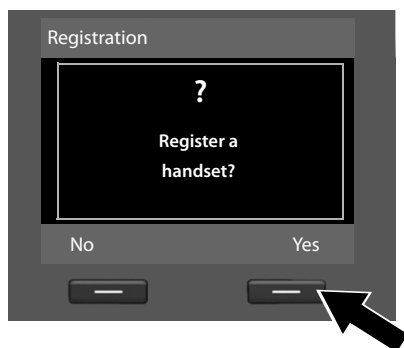 Registration
?
Register a
handset?
No Yes